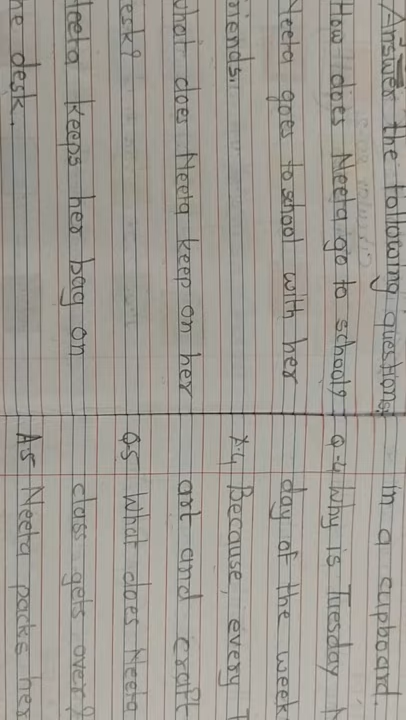 Answer the following questions
How does Neeta go to school?
Neeta goes to school with her
friends.
what does Neeta keep on her
desk?
Neeta keeps her bag on
the desk.
in a cupboard.
Q-4 Why is Tuesday
day of the week
A-4 Because, every
art and craft
Q5 What does Neeta
class gets over?
A5 Neeta packs her